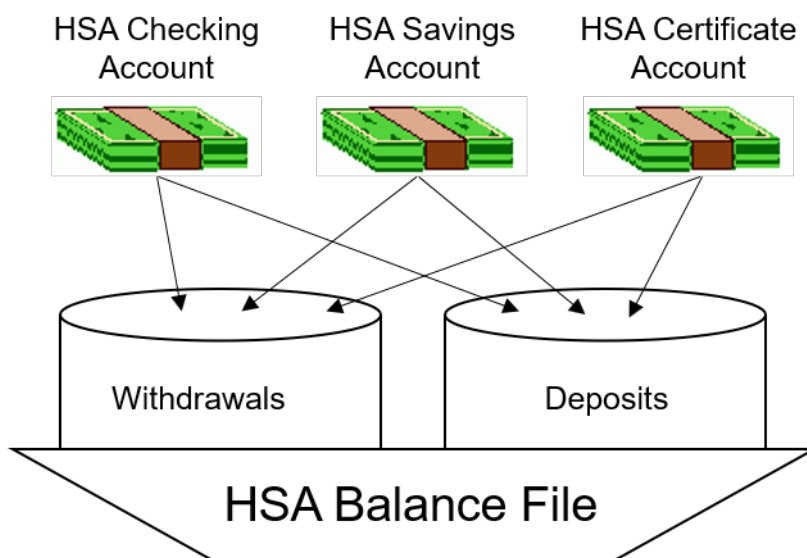 HSA Checking
Account
HSA Savings
Account
HSA Certificate
Account
Withdrawals
Deposits
HSA Balance File